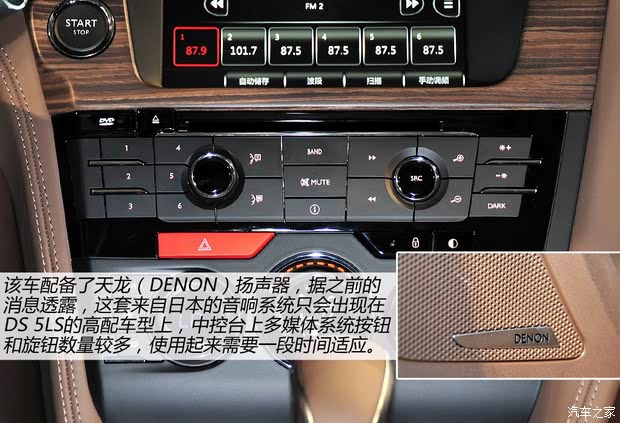 FM 2
START
STOP
1 2 3 4 5 6
87.9 101.7 87.5 87.5 87.5 87.5
自动储存 波段 扫描 手动调频
DVD
1 4 BAND
2 5 MUTE SRC
3 6 DARK
该车配备了天龙（DENON）扬声器，据之前的
消息透露，这套来自日本的音响系统只会出现在
DS 5LS的高配车型上，中控台上多媒体系统按钮
和旋钮数量较多，使用起来需要一段时间适应。
DENON
汽车之家